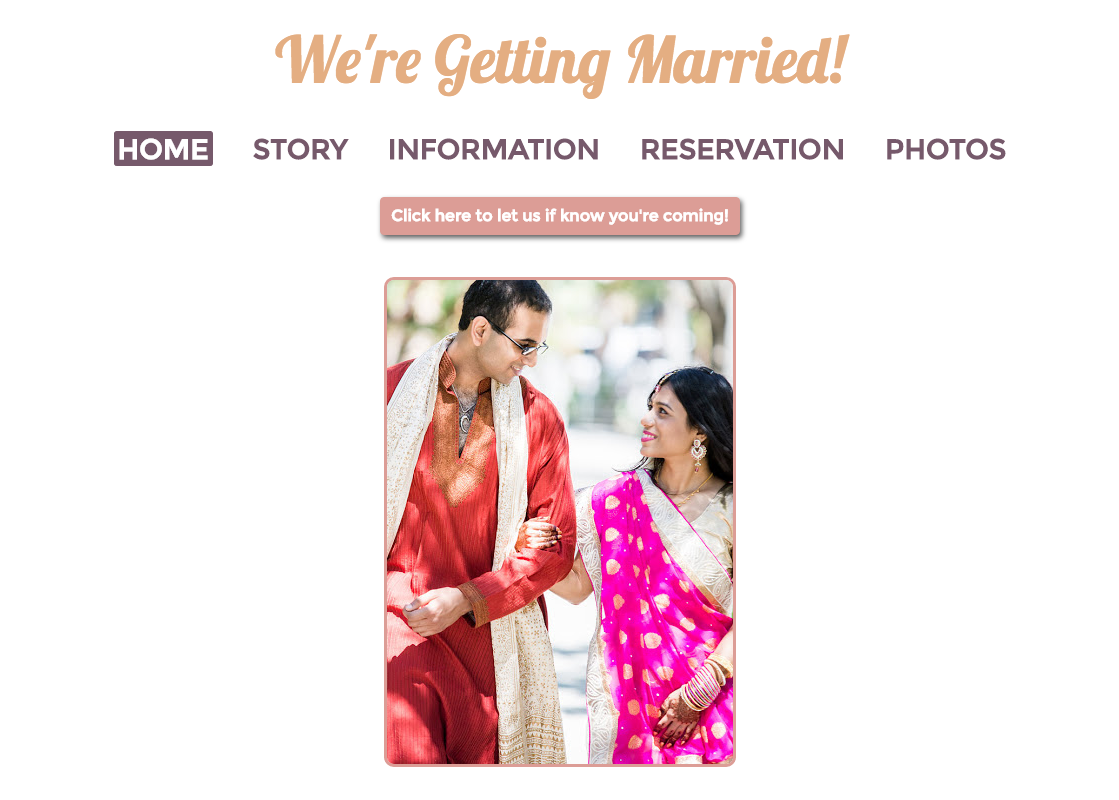 We're Getting Married!
HOME STORY INFORMATION RESERVATION PHOTOS
Click here to let us if know you're coming!